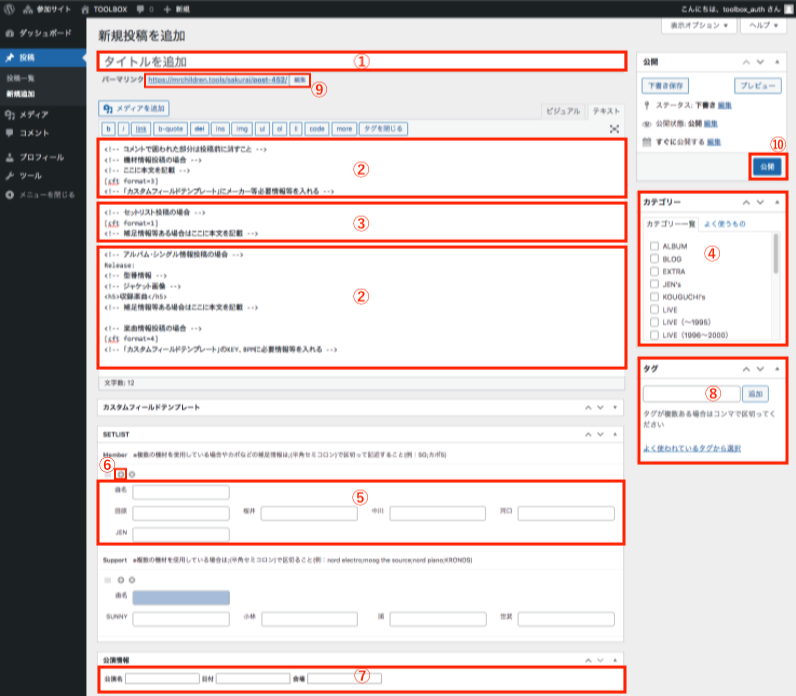 参加サイト TOOLBOX 0 + 新規
こんにちは、toolbox_auth さん
ダッシュボード
投稿
投稿一覧
新規追加
メディア
コメント
プロフィール
ツール
メニューを閉じる
表示オプション ▼ ヘルプ ▼
新規投稿を追加
タイトルを追加 ①
パーマリンク: https://mrchildren.tools/sakurai/post-452/ 編集 ⑨
メディアを追加
ビジュアル テキスト
b i link b-quote del ins img ul ol li code more タグを閉じる
<!-- コメントで囲われた部分は投稿前に消すこと -->
<!-- 機材情報投稿の場合 -->
<!-- ここに本文を記載 -->
[cft format=3]
<!-- 「カスタムフィールドテンプレート」にメーカー等必要情報等を入れる -->
②
<!-- セットリスト投稿の場合 -->
[cft format=1]
<!-- 補足情報等ある場合はここに本文を記載 -->
③
<!-- アルバム・シングル情報投稿の場合 -->
Release:
<!-- 型番情報 -->
<!-- ジャケット画像 -->
<h5>収録楽曲</h5>
<!-- 補足情報等ある場合はここに本文を記載 -->
②
<!-- 楽曲情報投稿の場合 -->
[cft format=4]
<!-- 「カスタムフィールドテンプレート」のKEY、BPMに必要情報等を入れる -->
文字数: 12
カスタムフィールドテンプレート
SETLIST
Member ※複数の機材を使用している場合やカポなどの補足情報は;(半角セミコロン)で区切って記述すること(例：SG;カポ5)
⑥
曲名 ⑤
田原 桜井 中川 河口
JEN
Support ※複数の機材を使用している場合は;(半角セミコロン)で区切ること(例：nord electro;moog the source;nord piano;KRONOS)
曲名
SUNNY 小林 浦 世武
公演情報
公演名 日付 会場 ⑦
公開
下書き保存 プレビュー
ステータス: 下書き 編集
公開状態: 公開 編集
すぐに公開する 編集
⑩
公開
カテゴリー
カテゴリー一覧 よく使うもの
④
ALBUM
BLOG
EXTRA
JEN's
KOUGUCHI's
LIVE
LIVE（〜1995）
LIVE（1996〜2000）
タグ
⑧ 追加
タグが複数ある場合はコンマで区切ってください
よく使われているタグから選択